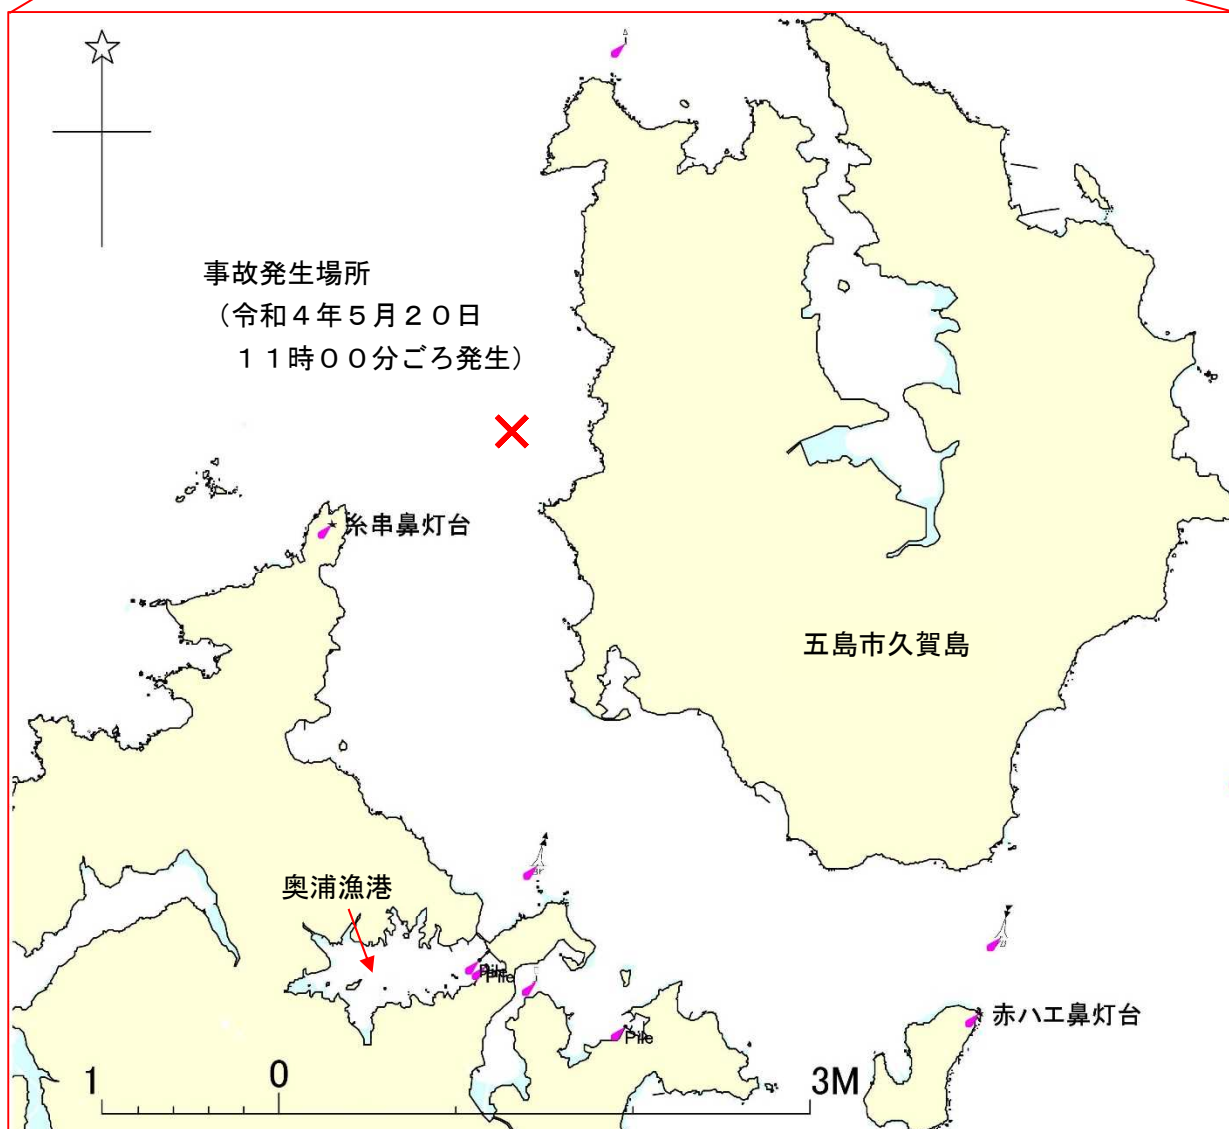 事故発生場所
（令和４年５月２０日
１１時００分ごろ発生）
糸串鼻灯台
五島市久賀島
奥浦漁港
Pile
Pile
赤ハエ鼻灯台
Pile
1 0 3M